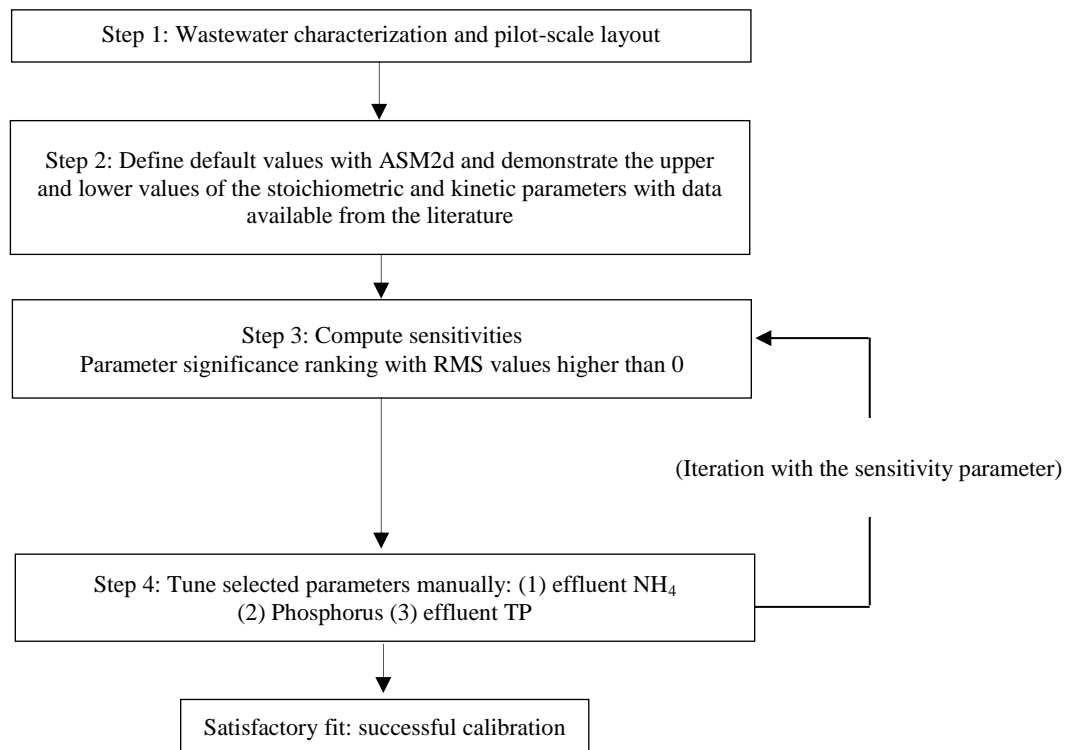 Step 1: Wastewater characterization and pilot-scale layout
Step 2: Define default values with ASM2d and demonstrate the upper
and lower values of the stoichiometric and kinetic parameters with data
available from the literature
Step 3: Compute sensitivities
Parameter significance ranking with RMS values higher than 0
(Iteration with the sensitivity parameter)
Step 4: Tune selected parameters manually: (1) effluent NH₄
(2) Phosphorus (3) effluent TP
Satisfactory fit: successful calibration